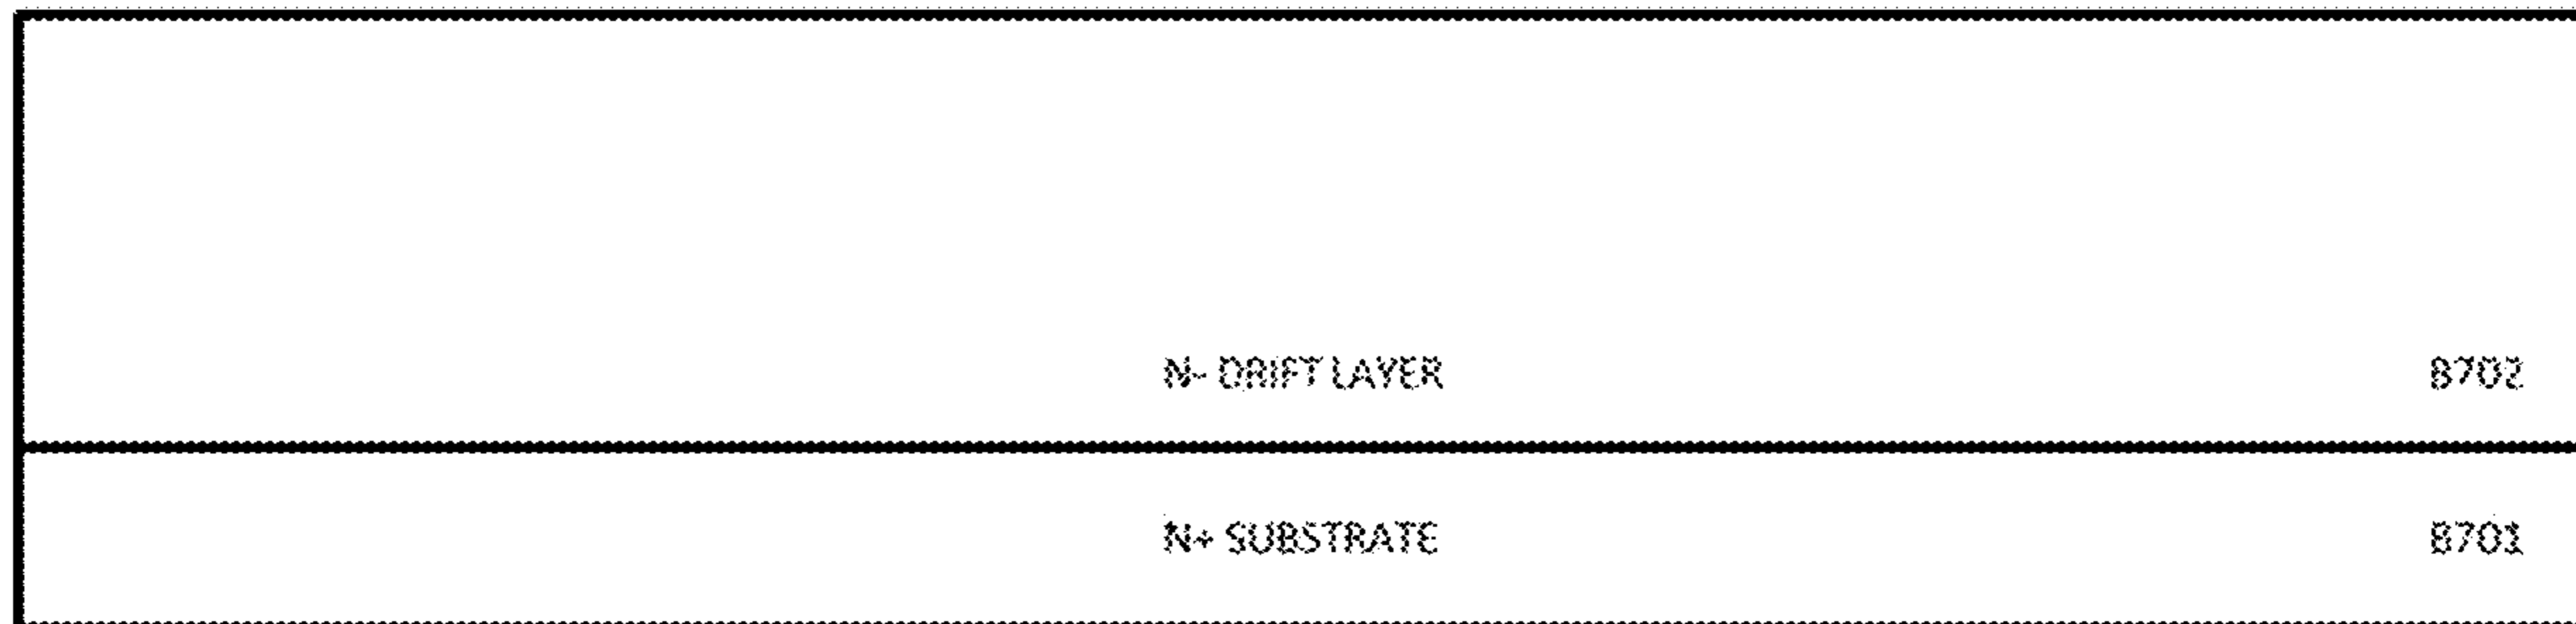 N- DRIFT LAYER 8702
N+ SUBSTRATE 8701